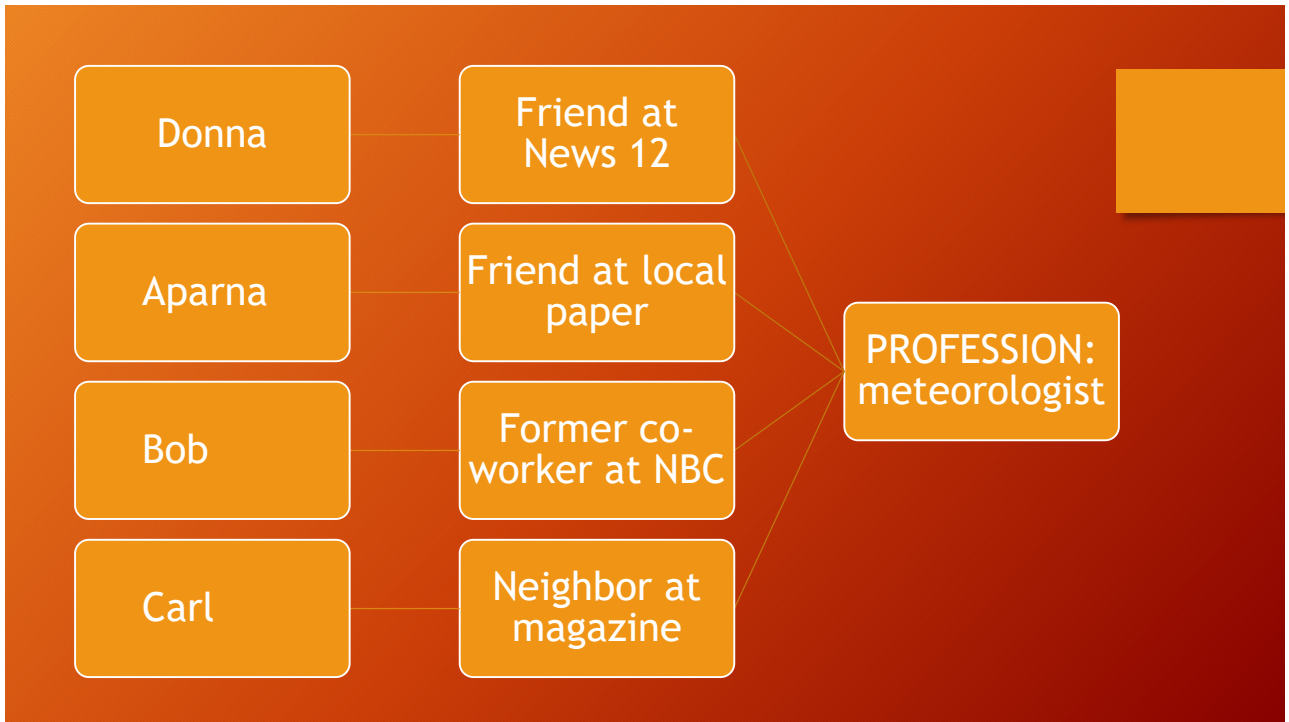 Donna
Friend at
News 12
Aparna
Friend at local
paper
Bob
Former co-
worker at NBC
Carl
Neighbor at
magazine
PROFESSION:
meteorologist